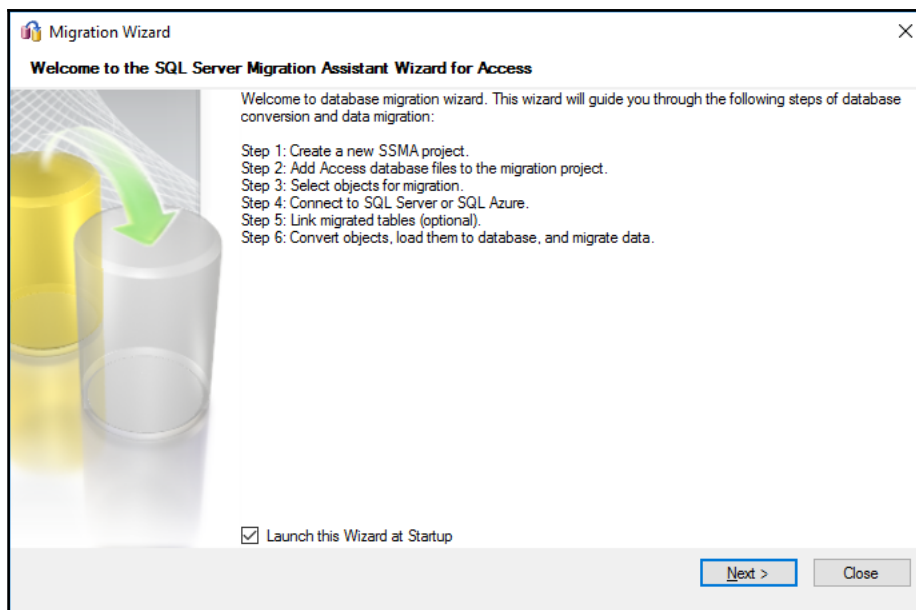 Migration Wizard
Welcome to the SQL Server Migration Assistant Wizard for Access
Welcome to database migration wizard. This wizard will guide you through the following steps of database
conversion and data migration:
Step 1: Create a new SSMA project.
Step 2: Add Access database files to the migration project.
Step 3: Select objects for migration.
Step 4: Connect to SQL Server or SQL Azure.
Step 5: Link migrated tables (optional).
Step 6: Convert objects, load them to database, and migrate data.
Launch this Wizard at Startup
Next >
Close